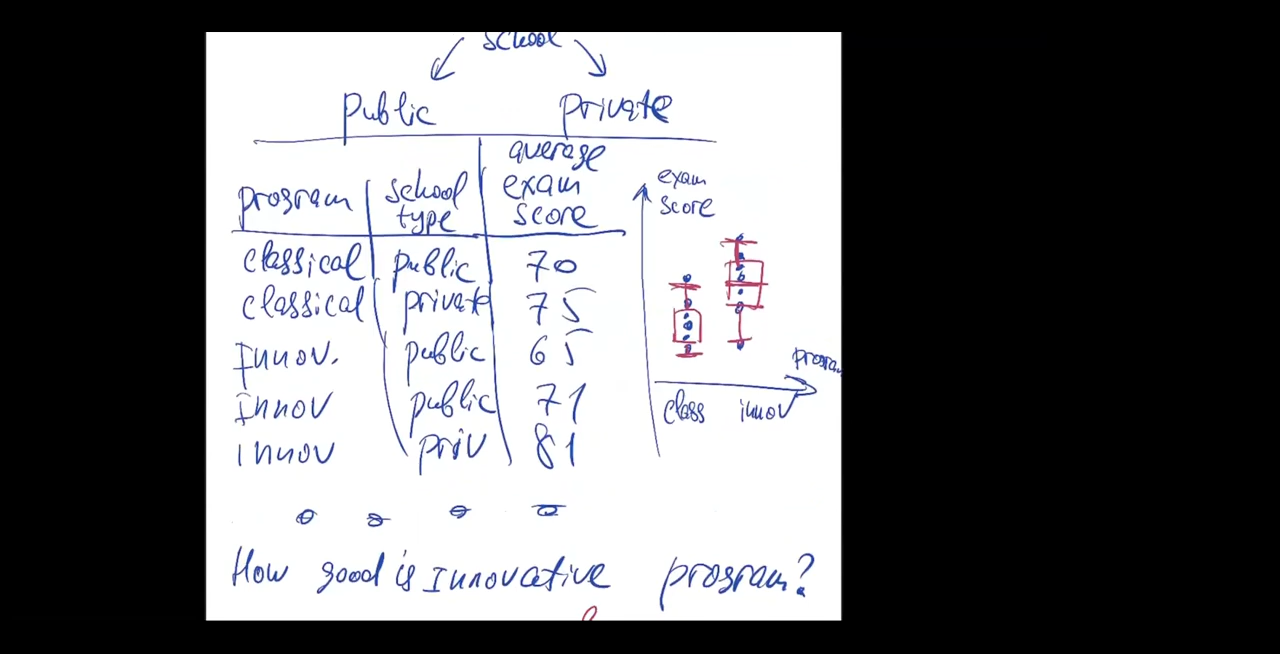 school
public private
program school type average exam score
classical public 70
classical private 75
Innov. public 65
Innov public 71
innov priv 81
How good is Innovative program?
exam
score
program
class innov